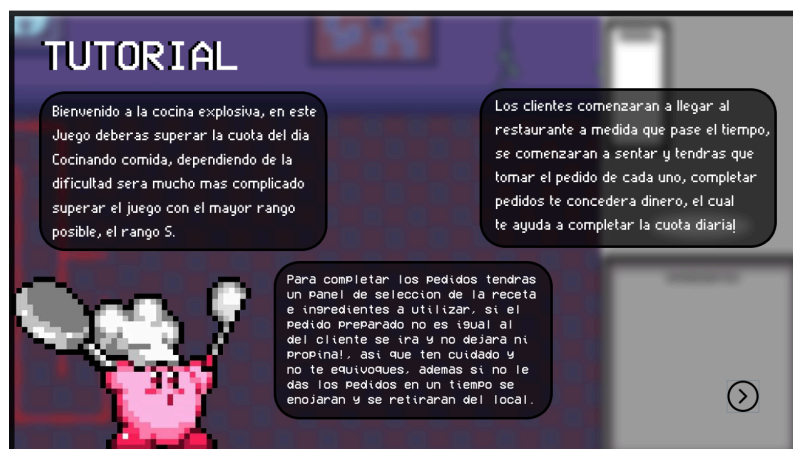 TUTORIAL
Bienvenido a la cocina explosiva, en este
Juego deberas superar la cuota del dia
Cocinando comida, dependiendo de la
dificultad sera mucho mas complicado
superar el juego con el mayor rango
posible, el rango S.
Los clientes comenzaran a llegar al
restaurante a medida que pase el tiempo,
se comenzaran a sentar y tendras que
tomar el pedido de cada uno, completar
pedidos te concedera dinero, el cual
te ayuda a completar la cuota diaria!
Para completar los pedidos tendras
un panel de seleccion de la receta
e ingredientes a utilizar, si el
pedido preparado no es igual al
del cliente se ira y no dejara ni
propina!, asi que ten cuidado y
no te equivoques, ademas si no le
das los pedidos en un tiempo se
enojaran y se retiraran del local.